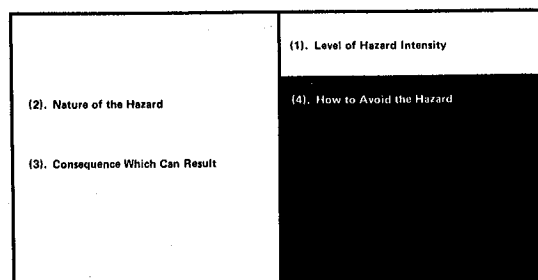 (1). Level of Hazard Intensity
(2). Nature of the Hazard
(4). How to Avoid the Hazard
(3). Consequence Which Can Result